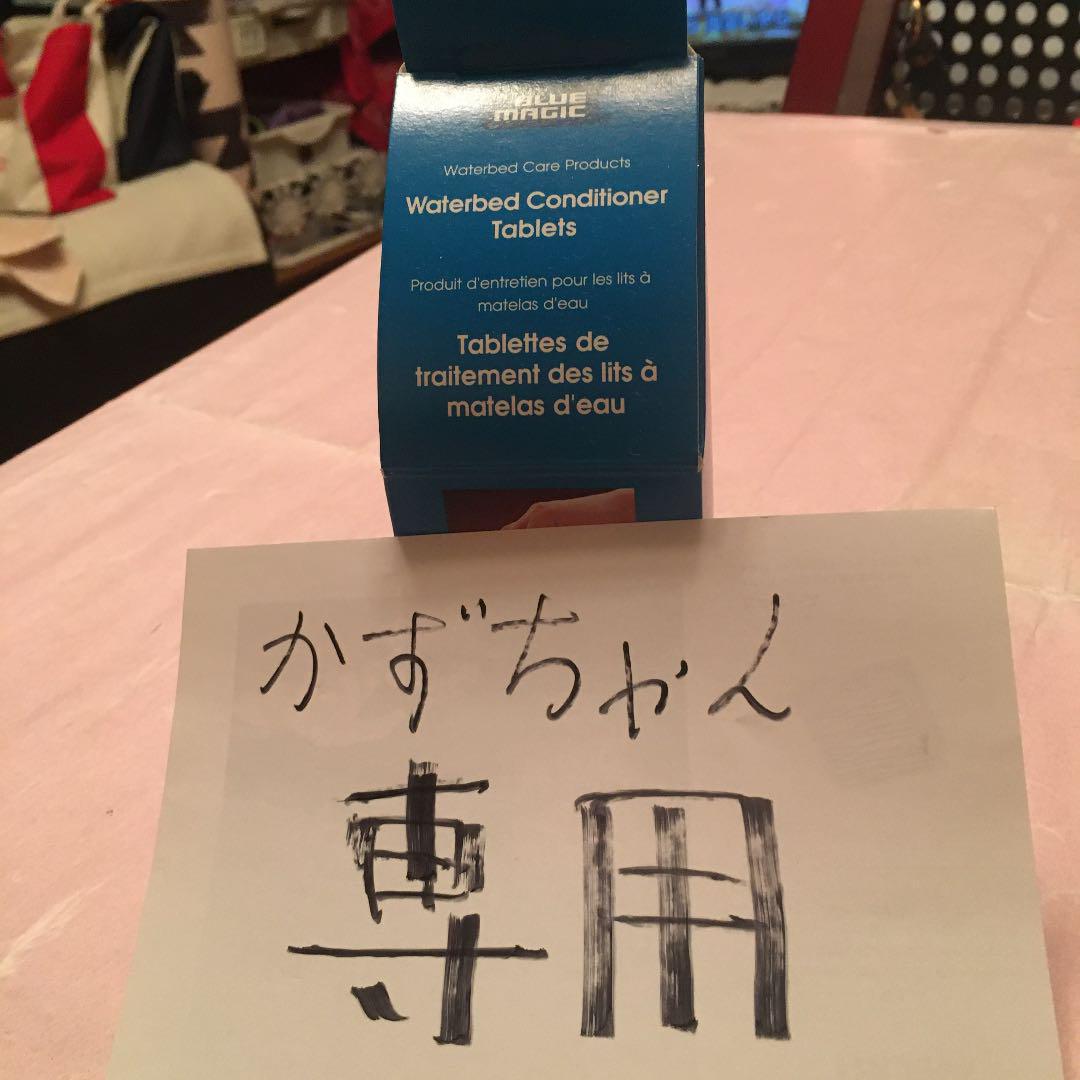 BLUE
MAGIC
Waterbed Care Products
Waterbed Conditioner
Tablets
Produit d'entretien pour les lits à
matelas d'eau
Tablettes de
traitement des lits à
matelas d'eau
かずちゃん
専用